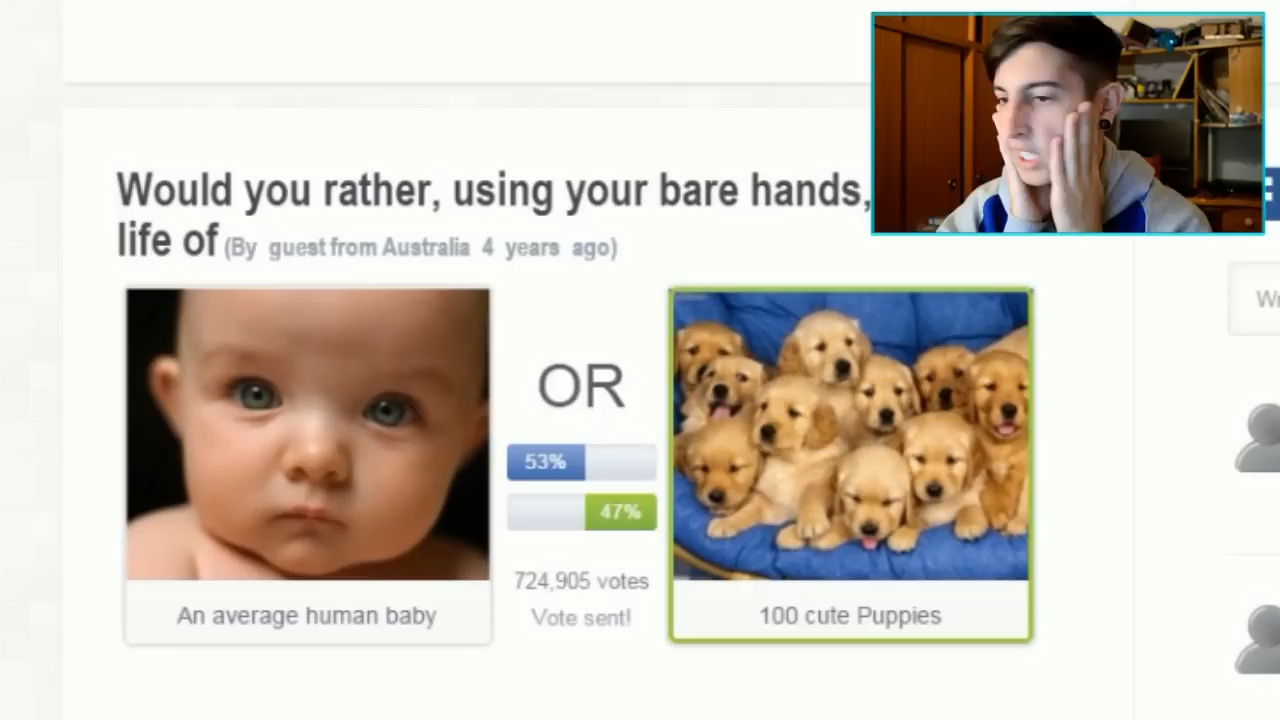 Would you rather, using your bare hands,
life of (By guest from Australia 4 years ago)
OR
53%
47%
724,905 votes
Vote sent!
An average human baby
100 cute Puppies